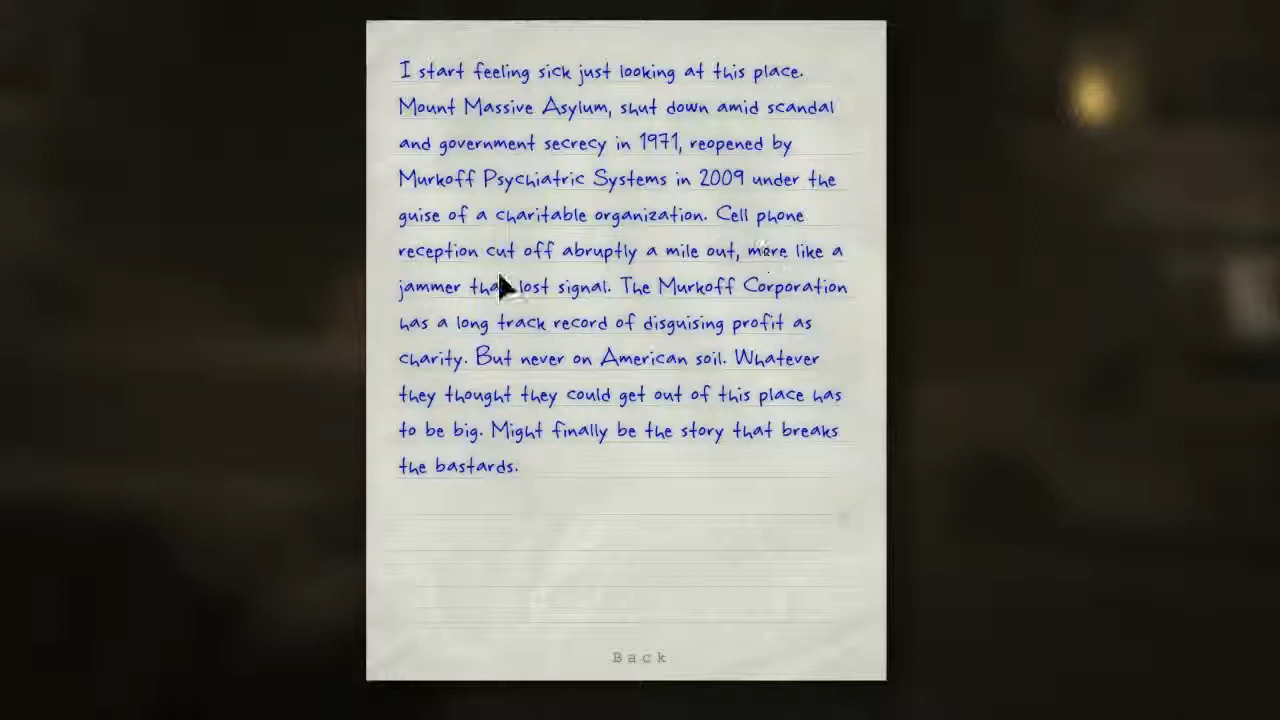 I start feeling sick just looking at this place.
Mount Massive Asylum, shut down amid scandal
and government secrecy in 1971, reopened by
Murkoff Psychiatric Systems in 2009 under the
guise of a charitable organization. Cell phone
reception cut off abruptly a mile out, more like a
jammer than lost signal. The Murkoff Corporation
has a long track record of disguising profit as
charity. But never on American soil. Whatever
they thought they could get out of this place has
to be big. Might finally be the story that breaks
the bastards.
Back